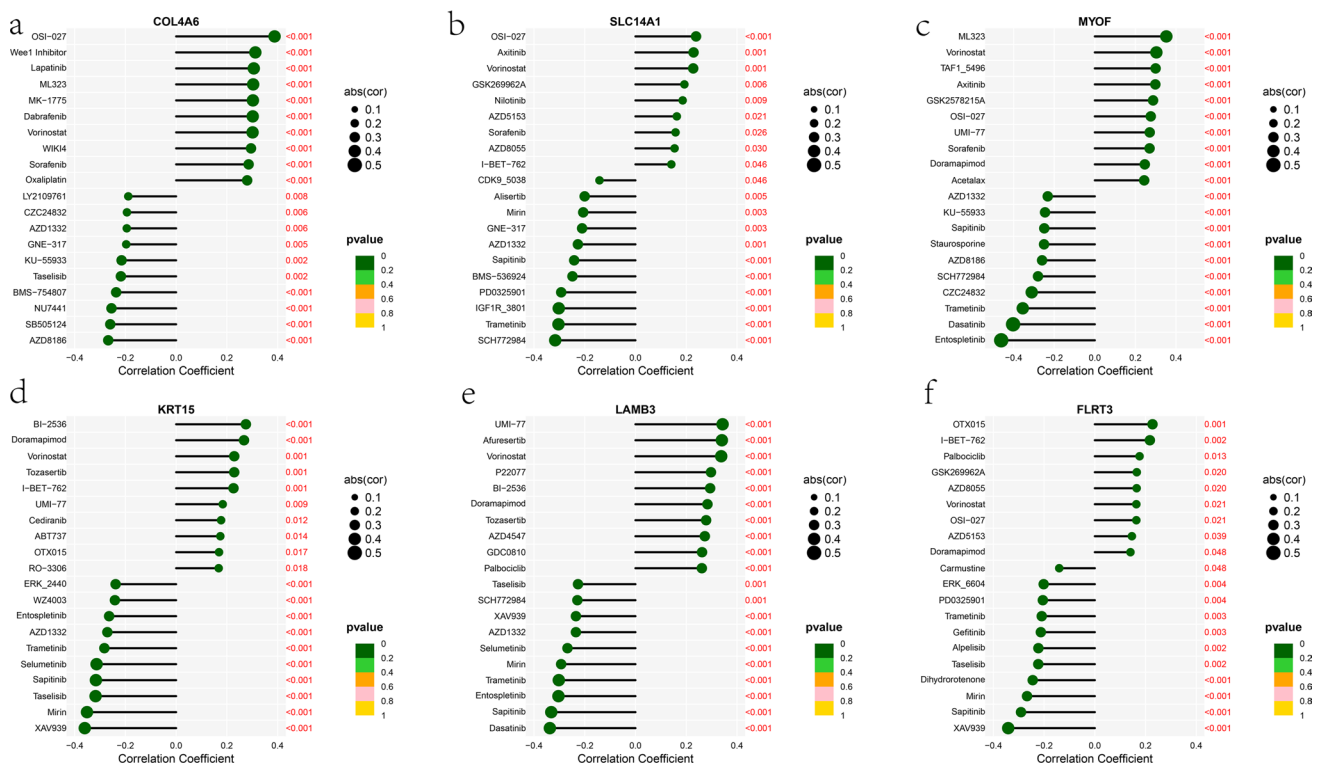 a
COL4A6
OSI−027 <0.001
Wee1 Inhibitor <0.001
Lapatinib <0.001
ML323 <0.001
MK−1775 <0.001
Dabrafenib <0.001
Vorinostat <0.001
WIKI4 <0.001
Sorafenib <0.001
Oxaliplatin <0.001
LY2109761 0.008
CZC24832 0.006
AZD1332 0.006
GNE−317 0.005
KU−55933 0.002
Taselisib 0.002
BMS−754807 <0.001
NU7441 <0.001
SB505124 <0.001
AZD8186 <0.001
−0.4 −0.2 0.0 0.2 0.4
Correlation Coefficient
abs(cor)
0.1
0.2
0.3
0.4
0.5
pvalue
0
0.2
0.4
0.6
0.8
1
b
SLC14A1
OSI−027 <0.001
Axitinib 0.001
Vorinostat 0.001
GSK269962A 0.006
Nilotinib 0.009
AZD5153 0.021
Sorafenib 0.026
AZD8055 0.030
I−BET−762 0.046
CDK9_5038 0.046
Alisertib 0.005
Mirin 0.003
GNE−317 0.003
AZD1332 0.001
Sapitinib <0.001
BMS−536924 <0.001
PD0325901 <0.001
IGF1R_3801 <0.001
Trametinib <0.001
SCH772984 <0.001
−0.4 −0.2 0.0 0.2 0.4
Correlation Coefficient
abs(cor)
0.1
0.2
0.3
0.4
0.5
pvalue
0
0.2
0.4
0.6
0.8
1
c
MYOF
ML323 <0.001
Vorinostat <0.001
TAF1_5496 <0.001
Axitinib <0.001
GSK2578215A <0.001
OSI−027 <0.001
UMI−77 <0.001
Sorafenib <0.001
Doramapimod <0.001
Acetalax <0.001
AZD1332 <0.001
KU−55933 <0.001
Sapitinib <0.001
Staurosporine <0.001
AZD8186 <0.001
SCH772984 <0.001
CZC24832 <0.001
Trametinib <0.001
Dasatinib <0.001
Entospletinib <0.001
−0.4 −0.2 0.0 0.2 0.4
Correlation Coefficient
abs(cor)
0.1
0.2
0.3
0.4
0.5
pvalue
0
0.2
0.4
0.6
0.8
1
d
KRT15
BI−2536 <0.001
Doramapimod <0.001
Vorinostat 0.001
Tozasertib 0.001
I−BET−762 0.001
UMI−77 0.009
Cediranib 0.012
ABT737 0.014
OTX015 0.017
RO−3306 0.018
ERK_2440 <0.001
WZ4003 <0.001
Entospletinib <0.001
AZD1332 <0.001
Trametinib <0.001
Selumetinib <0.001
Sapitinib <0.001
Taselisib <0.001
Mirin <0.001
XAV939 <0.001
−0.4 −0.2 0.0 0.2 0.4
Correlation Coefficient
abs(cor)
0.1
0.2
0.3
0.4
0.5
pvalue
0
0.2
0.4
0.6
0.8
1
e
LAMB3
UMI−77 <0.001
Afuresertib <0.001
Vorinostat <0.001
P22077 <0.001
BI−2536 <0.001
Doramapimod <0.001
Tozasertib <0.001
AZD4547 <0.001
GDC0810 <0.001
Palbociclib <0.001
Taselisib 0.001
SCH772984 0.001
XAV939 <0.001
AZD1332 <0.001
Selumetinib <0.001
Mirin <0.001
Trametinib <0.001
Entospletinib <0.001
Sapitinib <0.001
Dasatinib <0.001
−0.4 −0.2 0.0 0.2 0.4
Correlation Coefficient
abs(cor)
0.1
0.2
0.3
0.4
0.5
pvalue
0
0.2
0.4
0.6
0.8
1
f
FLRT3
OTX015 0.001
I−BET−762 0.002
Palbociclib 0.013
GSK269962A 0.020
AZD8055 0.020
Vorinostat 0.021
OSI−027 0.021
AZD5153 0.039
Doramapimod 0.048
Carmustine 0.048
ERK_6604 0.004
PD0325901 0.004
Trametinib 0.003
Gefitinib 0.003
Alpelisib 0.002
Taselisib 0.002
Dihydrorotenone <0.001
Mirin <0.001
Sapitinib <0.001
XAV939 <0.001
−0.4 −0.2 0.0 0.2 0.4
Correlation Coefficient
abs(cor)
0.1
0.2
0.3
0.4
0.5
pvalue
0
0.2
0.4
0.6
0.8
1